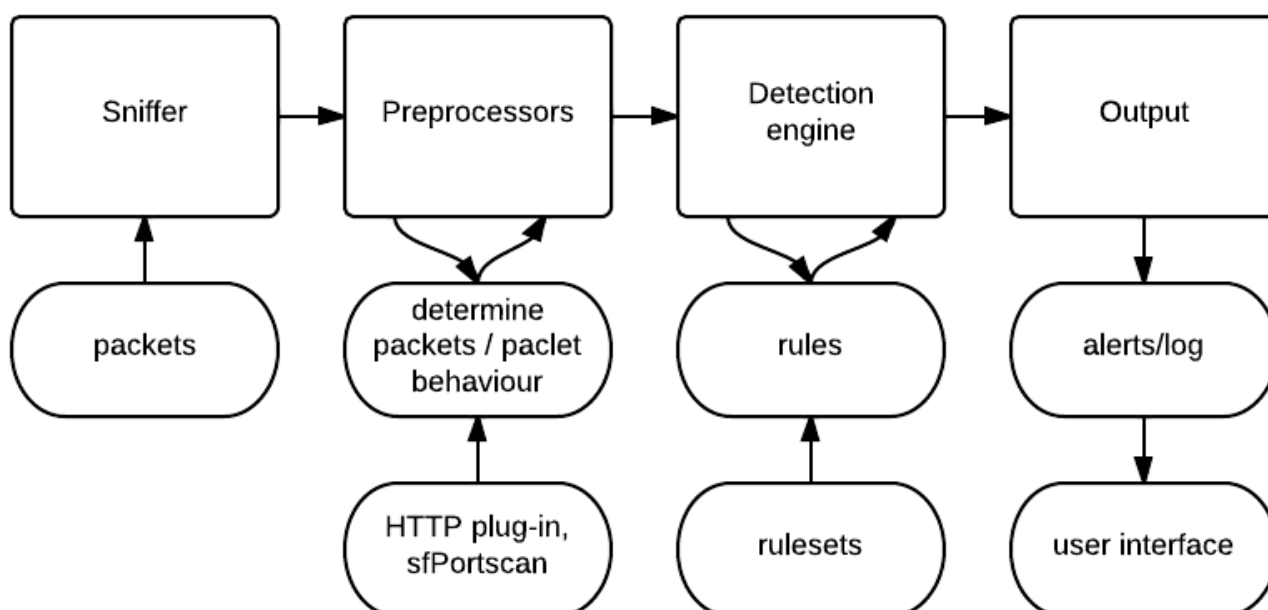 Sniffer
Preprocessors
Detection
engine
Output
packets
determine
packets / paclet
behaviour
rules
alerts/log
HTTP plug-in,
sfPortscan
rulesets
user interface